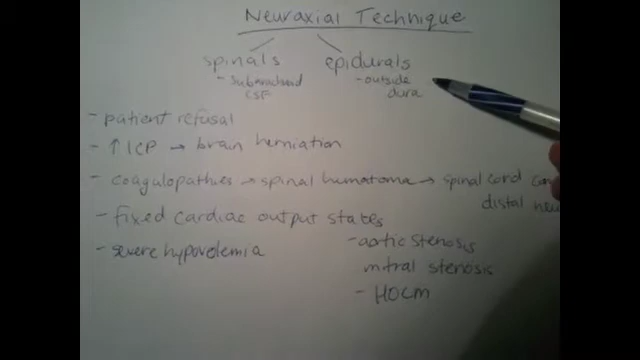 Neuraxial Technique
spinals epidurals
- subarachnoid - outside
CSF dura
- patient refusal
- ↑ ICP → brain herniation
- coagalopathies → spinal hematoma → spinal cord
distal
- fixed cardiac output states
- severe hypovolemia - aortic stenosis
mitral stenosis
- HOCM